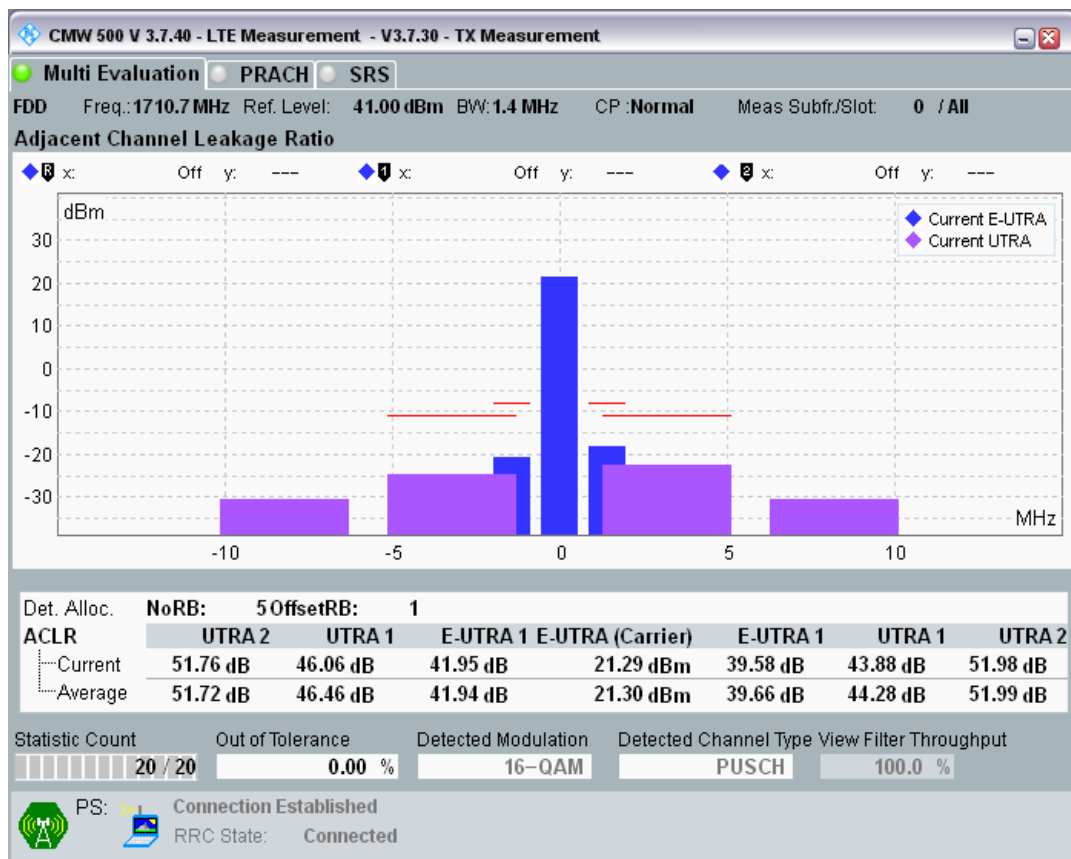 CMW 500 V 3.7.40 - LTE Measurement - V3.7.30 - TX Measurement
Multi Evaluation PRACH SRS
FDD Freq.: 1710.7 MHz Ref. Level: 41.00 dBm BW: 1.4 MHz CP : Normal Meas Subfr./Slot: 0 / All
Adjacent Channel Leakage Ratio
R x: Off y: --- 1 x: Off y: --- 2 x: Off y: ---
dBm
Current E-UTRA
Current UTRA
30
20
10
0
-10
-20
-30
MHz
-10 -5 0 5 10
Det. Alloc. NoRB: 5 OffsetRB: 1
ACLR UTRA 2 UTRA 1 E-UTRA 1 E-UTRA (Carrier) E-UTRA 1 UTRA 1 UTRA 2
Current 51.76 dB 46.06 dB 41.95 dB 21.29 dBm 39.58 dB 43.88 dB 51.98 dB
Average 51.72 dB 46.46 dB 41.94 dB 21.30 dBm 39.66 dB 44.28 dB 51.99 dB
Statistic Count Out of Tolerance Detected Modulation Detected Channel Type View Filter Throughput
20 / 20 0.00 % 16-QAM PUSCH 100.0 %
PS: Connection Established
RRC State: Connected